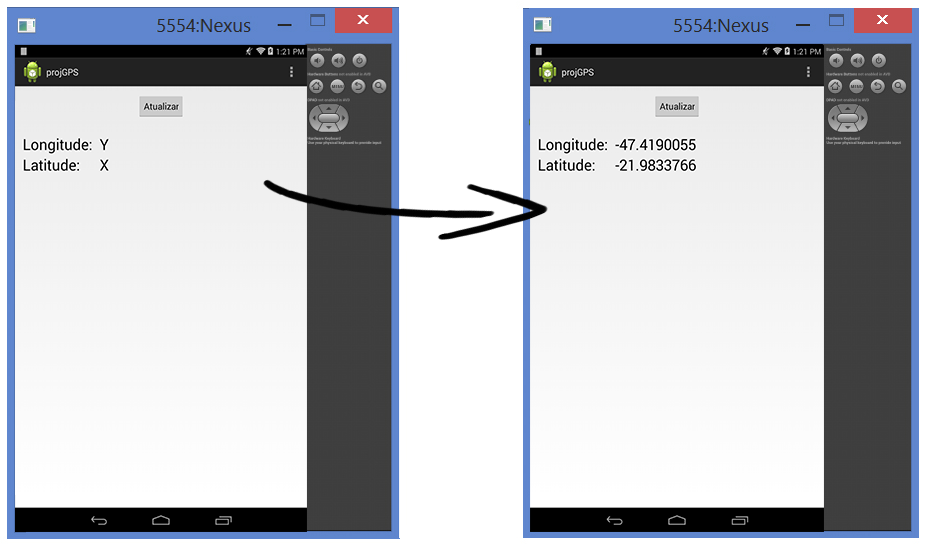 5554:Nexus
1:21 PM
projGPS
Atualizar
Longitude: Y
Latitude: X
Basic Controls
Hardware Buttons not enabled in AVD
MENU
DPAD not enabled in AVD
Hardware Keyboard
Use your physical keyboard to provide input
5554:Nexus
1:21 PM
projGPS
Atualizar
Longitude: -47.4190055
Latitude: -21.9833766
Basic Controls
Hardware Buttons not enabled in AVD
MENU
DPAD not enabled in AVD
Hardware Keyboard
Use your physical keyboard to provide input